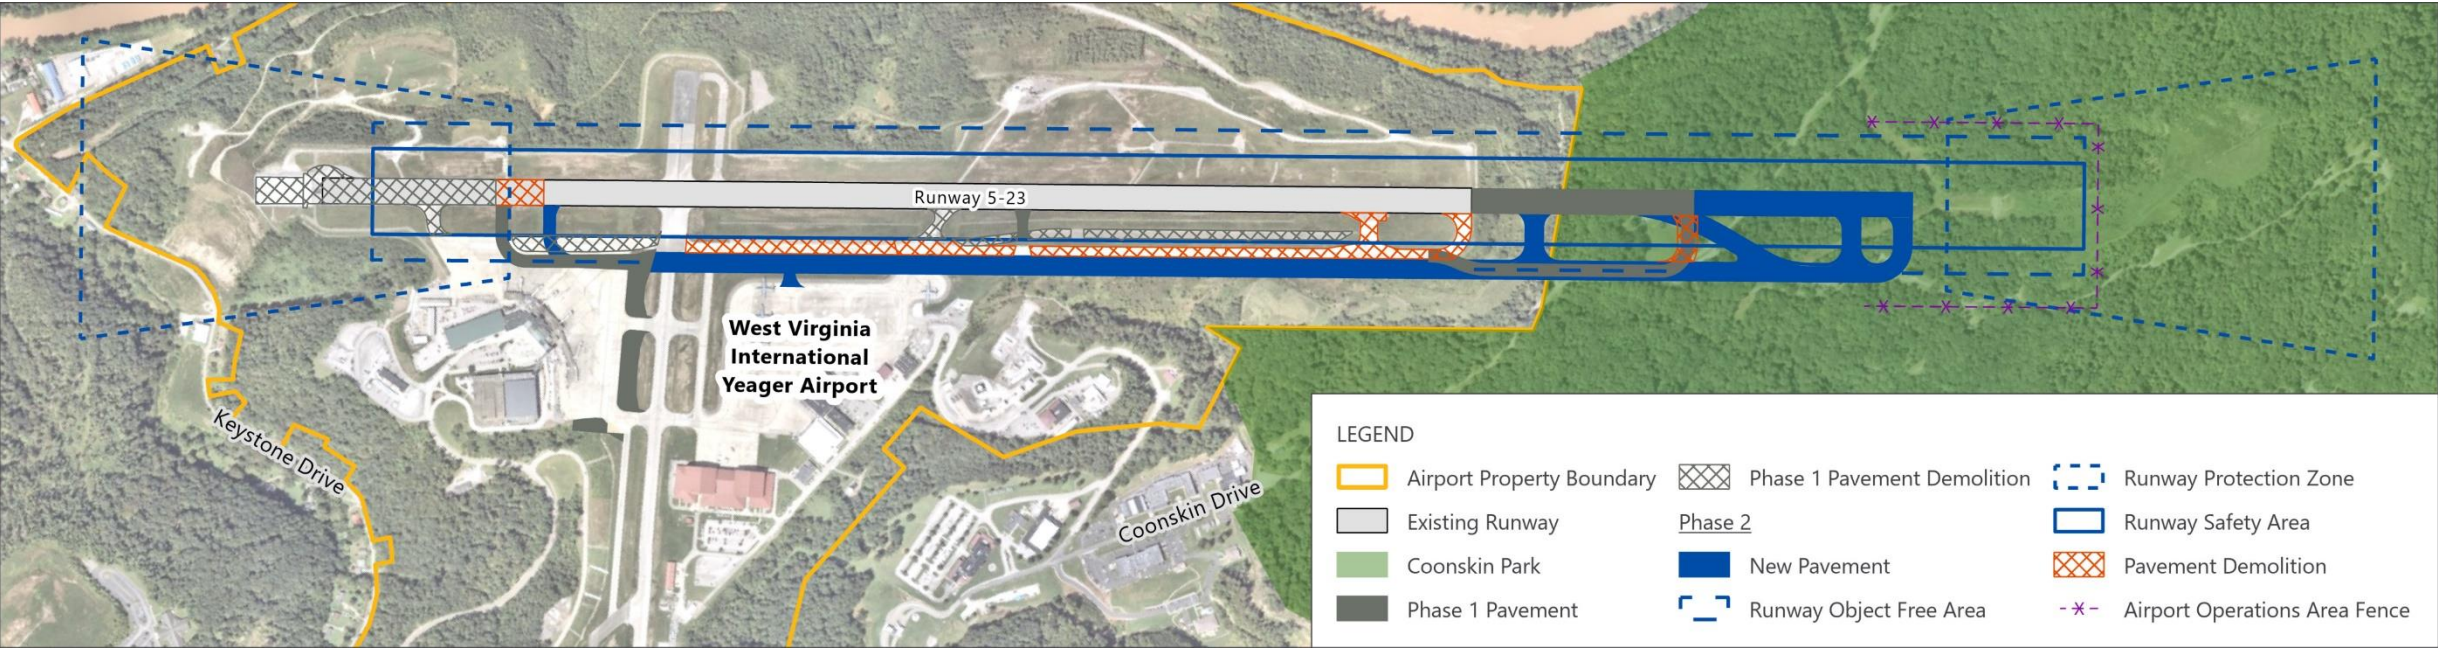 Runway 5-23
West Virginia
International
Yeager Airport
Keystone Drive
Coonskin Drive
LEGEND
Airport Property Boundary
Existing Runway
Coonskin Park
Phase 1 Pavement
Phase 1 Pavement Demolition
Phase 2
New Pavement
Runway Object Free Area
Runway Protection Zone
Runway Safety Area
Pavement Demolition
Airport Operations Area Fence